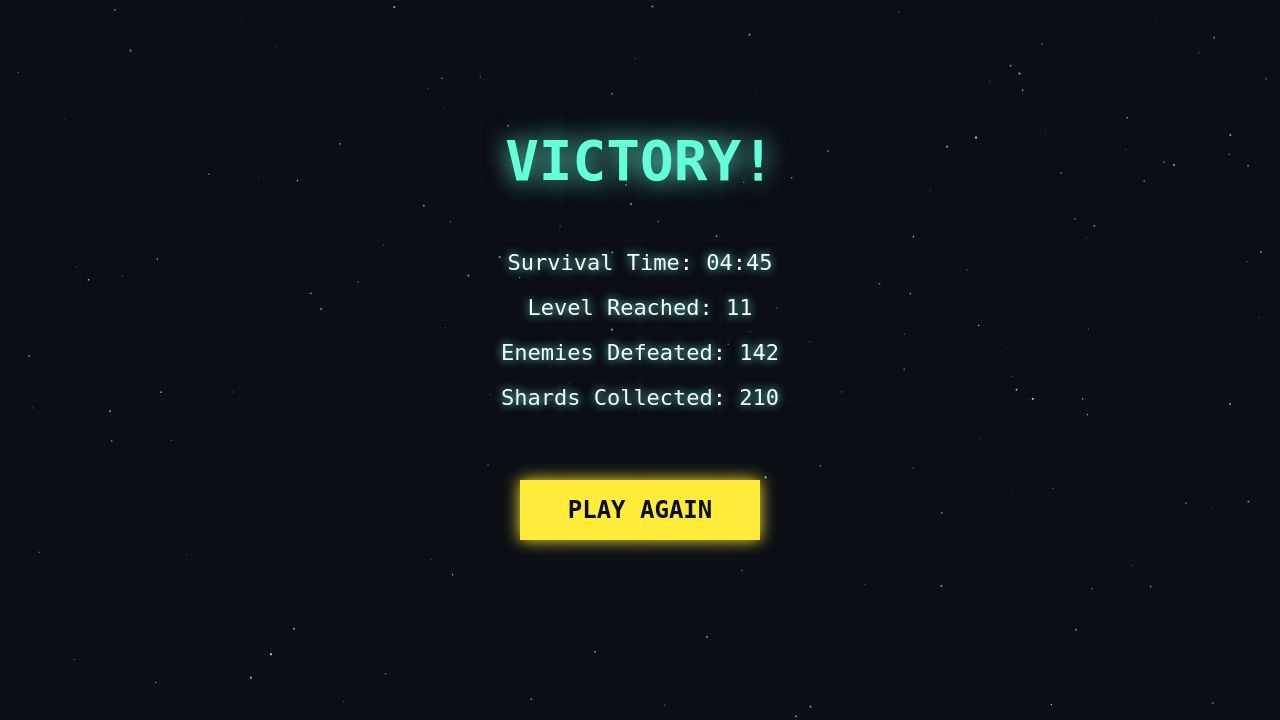 VICTORY!
Survival Time: 04:45
Level Reached: 11
Enemies Defeated: 142
Shards Collected: 210
PLAY AGAIN